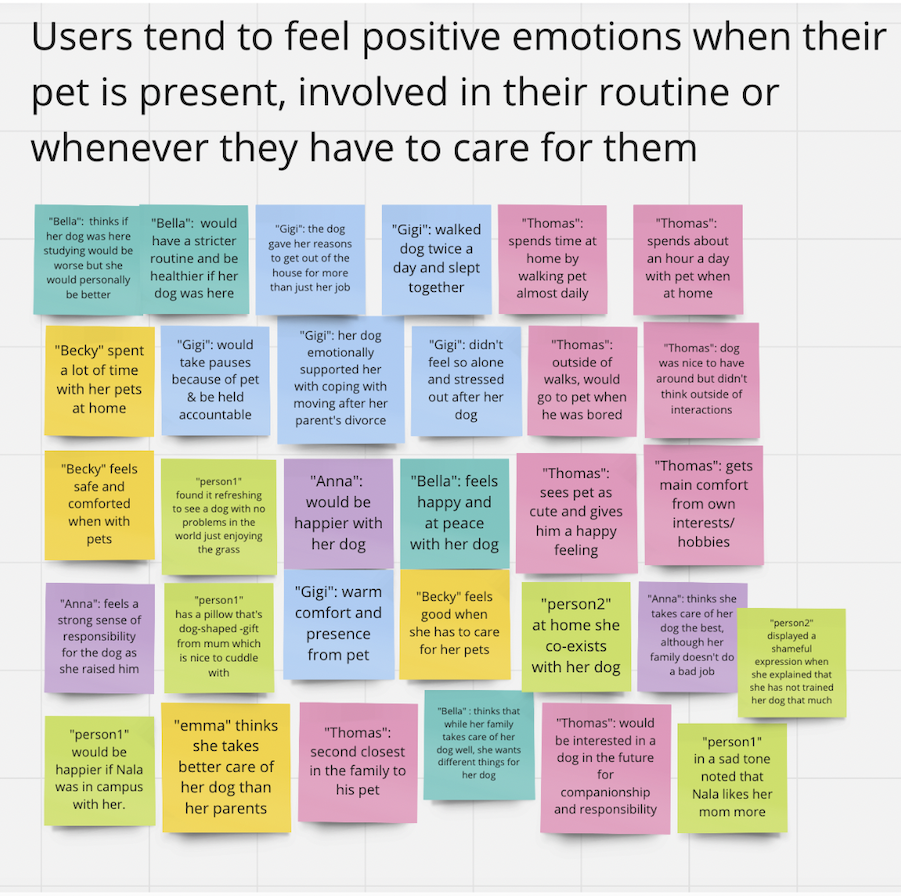 Users tend to feel positive emotions when their
pet is present, involved in their routine or
whenever they have to care for them
"Bella": thinks if
her dog was here
studying would be
worse but she
would personally
be better
"Bella": would
have a stricter
routine and be
healthier if her
dog was here
"Gigi": the dog
gave her reasons
to get out of the
house for more
than just her job
"Gigi": walked
dog twice a
day and slept
together
"Thomas":
spends time at
home by
walking pet
almost daily
"Thomas":
spends about
an hour a day
with pet when
at home
"Becky" spent
a lot of time
with her pets
at home
"Gigi": would
take pauses
because of pet
& be held
accountable
"Gigi": her dog
emotionally
supported her
with coping with
moving after her
parent's divorce
"Gigi": didn't
feel so alone
and stressed
out after her
dog
"Thomas":
outside of
walks, would
go to pet when
he was bored
"Thomas": dog
was nice to have
around but didn't
think outside of
interactions
"Becky" feels
safe and
comforted
when with
pets
"person1"
found it refreshing
to see a dog with no
problems in the
world just enjoying
the grass
"Anna":
would be
happier with
her dog
"Bella": feels
happy and
at peace
with her dog
"Thomas":
sees pet as
cute and gives
him a happy
feeling
"Thomas": gets
main comfort
from own
interests/
hobbies
"Anna": feels a
strong sense of
responsibility
for the dog as
she raised him
"person1"
has a pillow that's
dog-shaped -gift
from mum which
is nice to cuddle
with
"Gigi": warm
comfort and
presence
from pet
"Becky" feels
good when
she has to care
for her pets
"person2"
at home she
co-exists
with her dog
"Anna": thinks she
takes care of her
dog the best,
although her
family doesn't do
a bad job
"person2"
displayed a
shameful
expression when
she explained that
she has not trained
her dog that much
"person1"
would be
happier if Nala
was in campus
with her.
"emma" thinks
she takes
better care of
her dog than
her parents
"Thomas":
second closest
in the family to
his pet
"Bella" : thinks that
while her family
takes care of her
dog well, she wants
different things for
her dog
"Thomas": would
be interested in a
dog in the future
for
companionship
and responsibility
"person1"
in a sad tone
noted that
Nala likes her
mom more